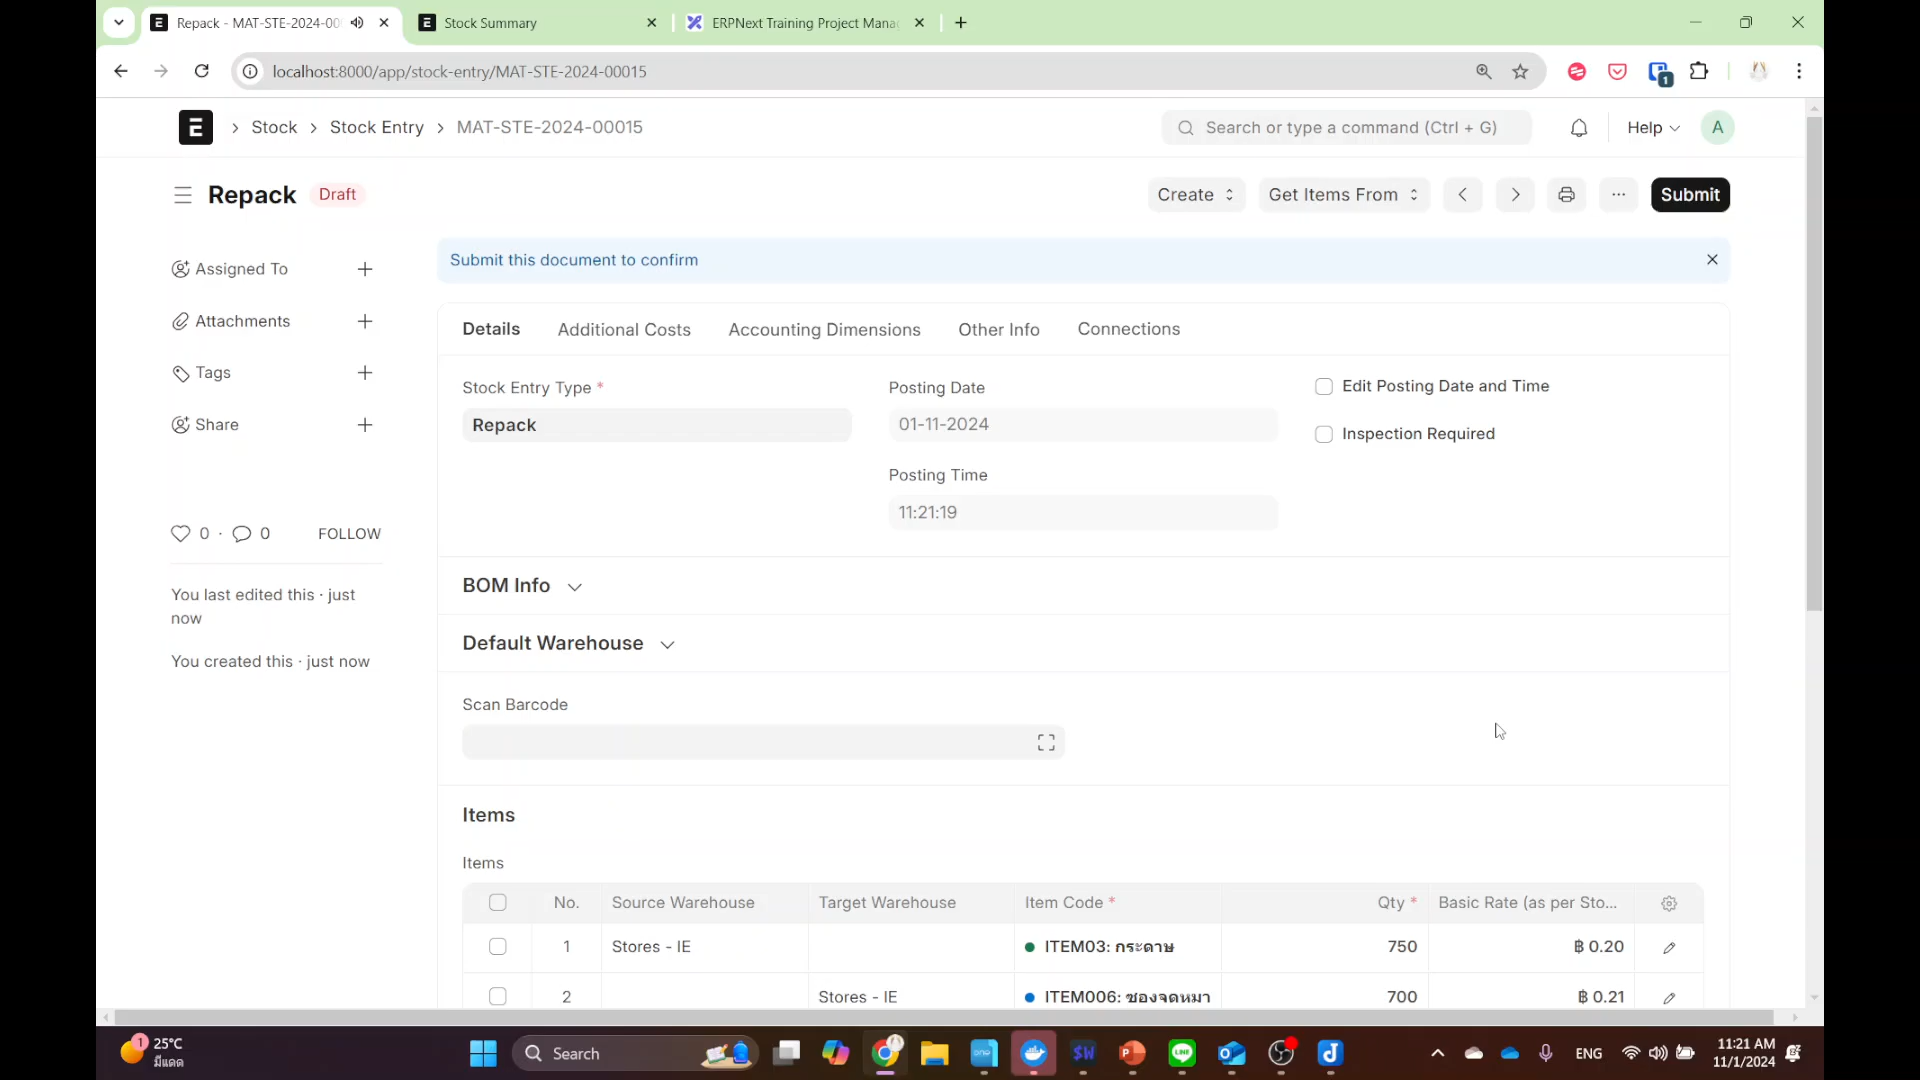 Repack - MAT-STE-2024-00
Stock Summary
ERPNext Training Project Mana
localhost:8000/app/stock-entry/MAT-STE-2024-00015
1
E
Stock
Stock Entry
MAT-STE-2024-00015
Search or type a command (Ctrl + G)
Help
A
Repack
Draft
Create
Get Items From
Submit
Assigned To
Attachments
Tags
Share
0 · 0
FOLLOW
You last edited this · just
now
You created this · just now
Submit this document to confirm
Details
Additional Costs
Accounting Dimensions
Other Info
Connections
Stock Entry Type *
Repack
Posting Date
01-11-2024
Posting Time
11:21:19
Edit Posting Date and Time
Inspection Required
BOM Info
Default Warehouse
Scan Barcode
Items
Items
No. Source Warehouse Target Warehouse Item Code * Qty * Basic Rate (as per Sto...
1 Stores - IE ITEM03: กระดาษ 750 ฿ 0.20
2 Stores - IE ITEM006: ซองจดหมา 700 ฿ 0.21
1
25°C
มีแดด
Search
ENG
11:21 AM
11/1/2024